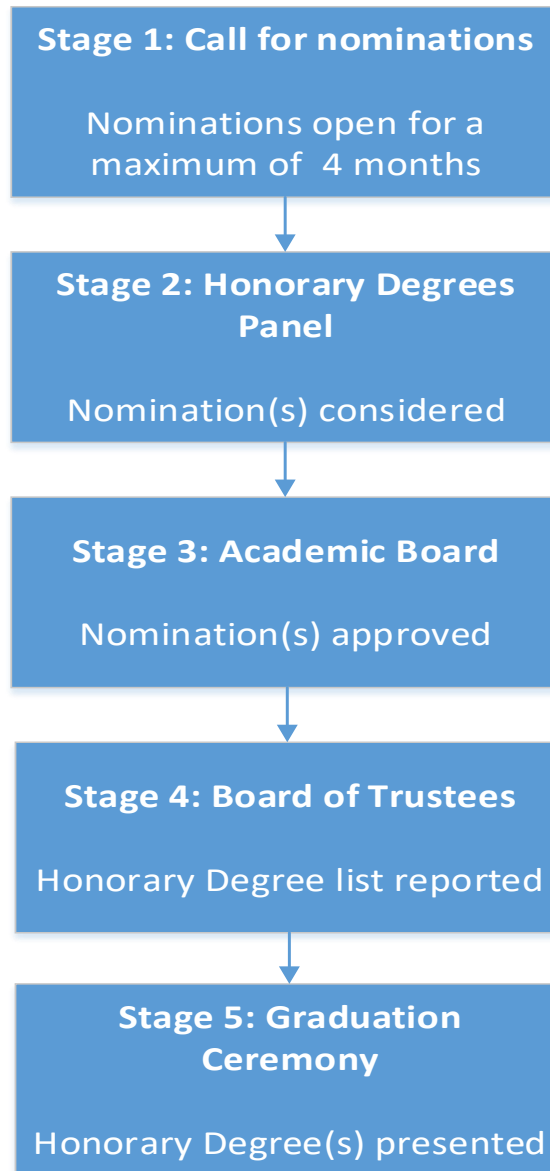 Stage 1: Call for nominations
Nominations open for a
maximum of 4 months
Stage 2: Honorary Degrees
Panel
Nomination(s) considered
Stage 3: Academic Board
Nomination(s) approved
Stage 4: Board of Trustees
Honorary Degree list reported
Stage 5: Graduation
Ceremony
Honorary Degree(s) presented